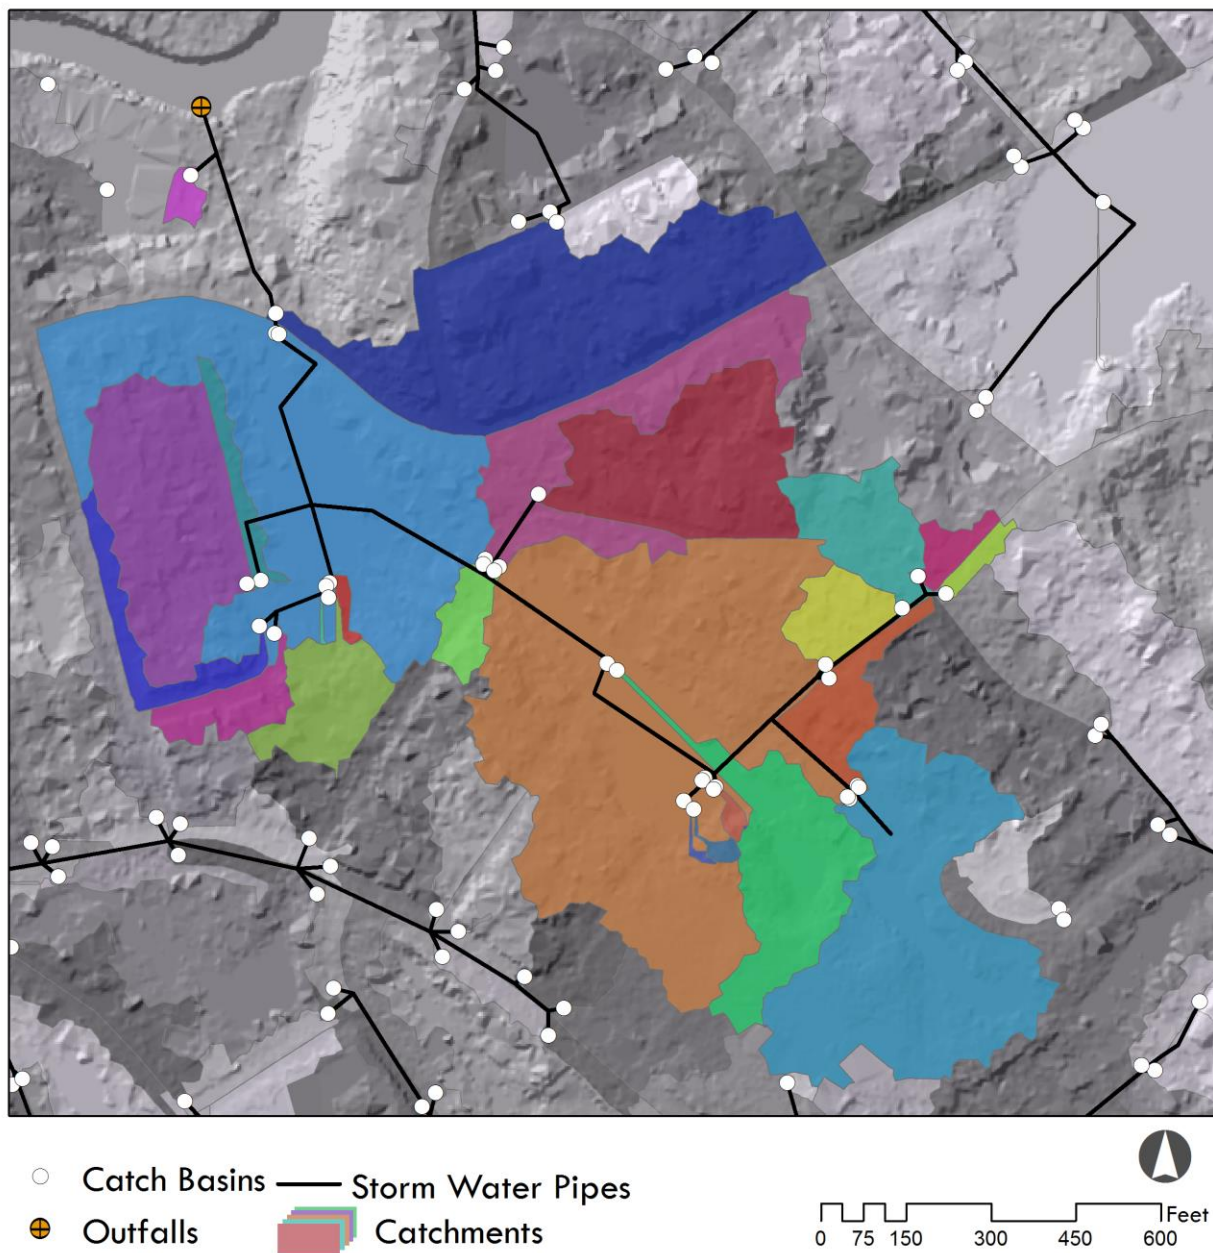 Catch Basins
Storm Water Pipes
Outfalls
Catchments
Feet
0 75 150 300 450 600